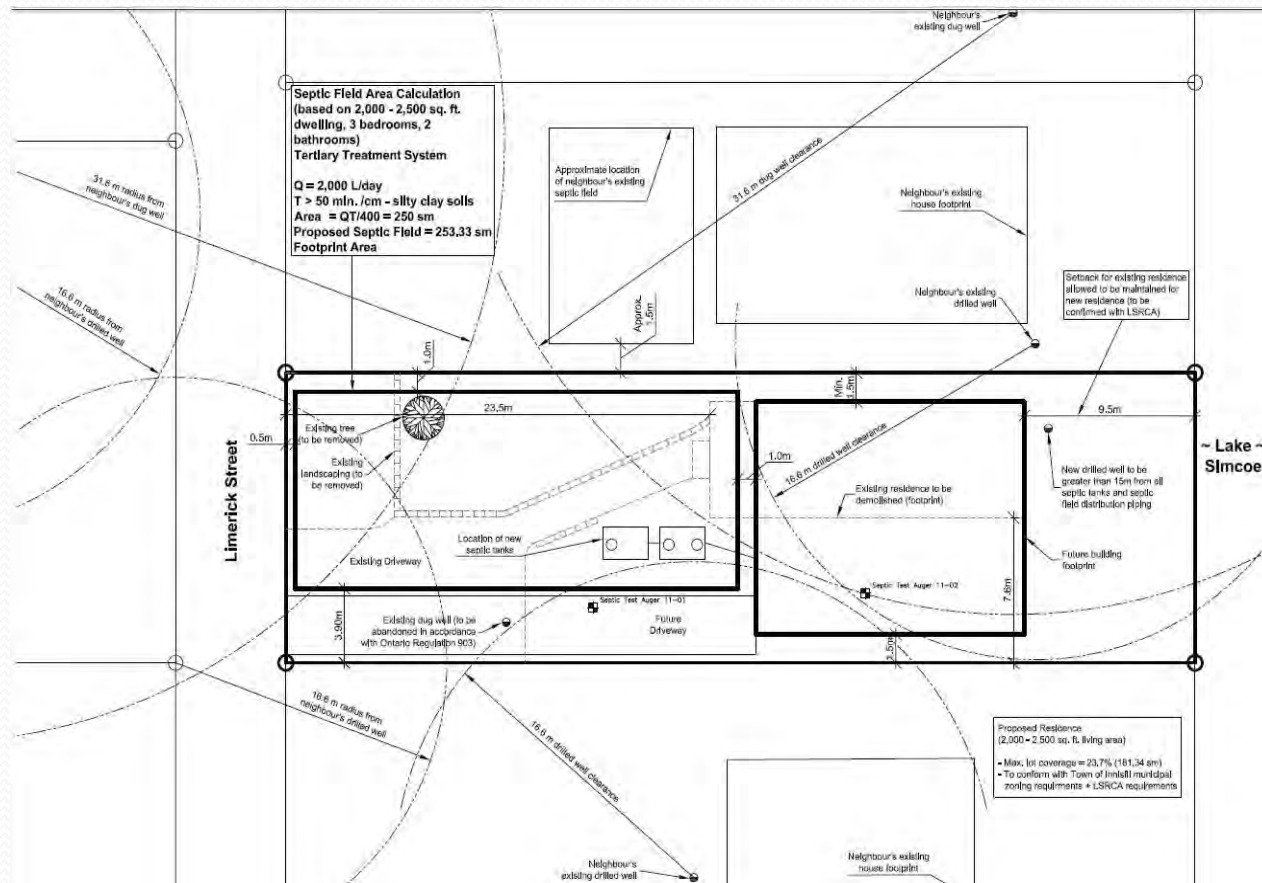 Neighbour's
existing dug well
Septic Field Area Calculation
(based on 2,000 - 2,500 sq. ft.
dwelling, 3 bedrooms, 2
bathrooms)
Tertiary Treatment System
Q = 2,000 L/day
T > 50 min. /cm - silty clay soils
Area = QT/400 = 250 sm
Proposed Septic Field = 253.33 sm
Footprint Area
31.6 m radius from
neighbour's dug well
16.6 m radius from
neighbour's drilled well
Approximate location
of neighbour's existing
septic field
31.6 m dug well clearance
Neighbour's existing
house footprint
Neighbour's existing
drilled well
Setback for existing residence
allowed to be maintained for
new residence (to be
confirmed with LSRCA)
Approx.
1.5m
1.0m
Min.
1.5m
23.5m
9.5m
0.5m
Existing tree
(to be removed)
Existing
landscaping (to
be removed)
16.6 m drilled well clearance
1.0m
Limerick Street
~ Lake ~
Simcoe
New drilled well to be
greater than 15m from all
septic tanks and septic
field distribution piping
Existing residence to be
demolished (footprint)
Location of new
septic tanks
Existing Driveway
Future building
footprint
Septic Test Auger 11-02
Septic Test Auger 11-01
7.6m
3.90m
Existing dug well (to be
abandoned in accordance
with Ontario Regulation 903)
Future
Driveway
1.5m
16.6 m radius from
neighbour's drilled well
16.6 m drilled well clearance
Proposed Residence
(2,000 - 2,500 sq. ft. living area)
- Max. lot coverage = 23.7% (181.34 sm)
- To conform with Town of Innisfil municipal
zoning requirments + LSRCA requirements
Neighbour's
existing drilled well
Neighbour's existing
house footprint